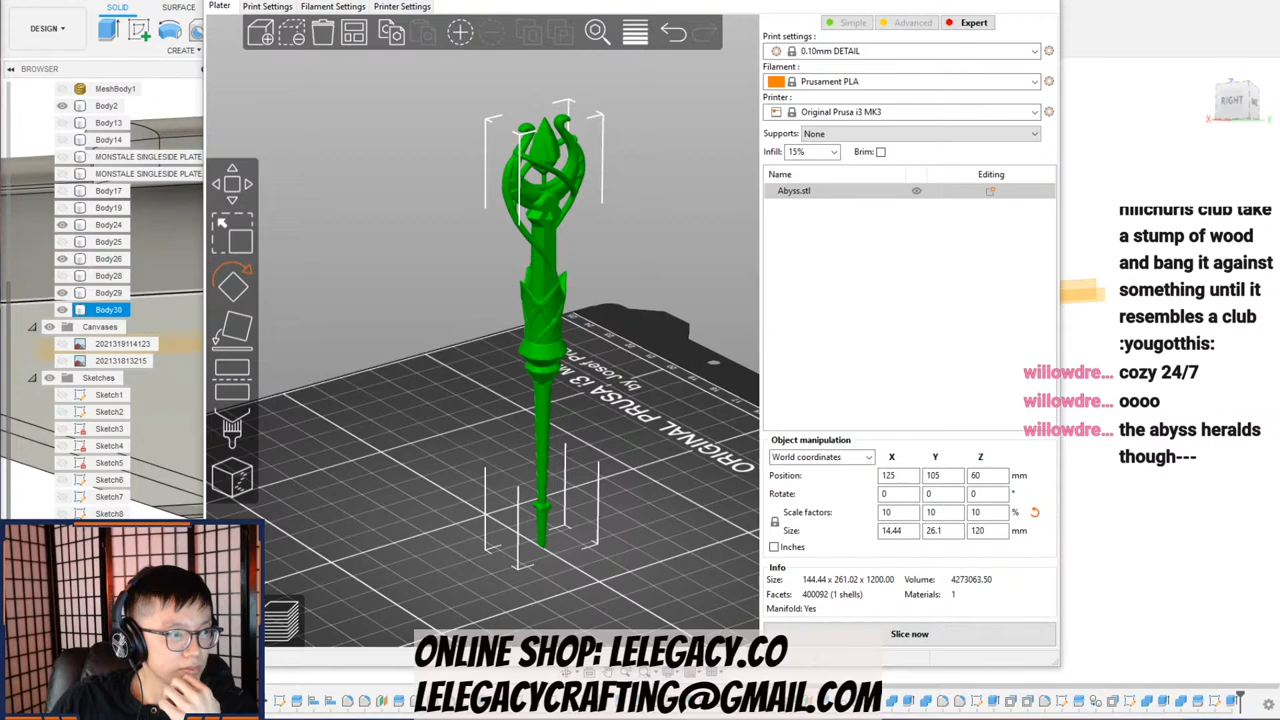 SOLID
SURFACE
DESIGN
CREATE
BROWSER
MeshBody1
Body2
Body13
Body14
MONSTALE SINGLESIDE PLATE
MONSTALE SINGLESIDE PLATE
Body17
Body19
Body24
Body25
Body26
Body28
Body29
Body30
Canvases
2021319114123
202131813215
Sketches
Sketch1
Sketch2
Sketch3
Sketch4
Sketch5
Sketch6
Sketch7
Sketch8
Plater
Print Settings
Filament Settings
Printer Settings
ORIGINAL PRUSA i3 MK3
by Josef Pr
ORIGINAL
Simple
Advanced
Expert
Print settings :
0.10mm DETAIL
Filament :
Prusament PLA
Printer :
Original Prusa i3 MK3
Supports: None
Infill: 15% Brim:
Name Editing
Abyss.stl
Object manipulation
World coordinates X Y Z
Position: 125 105 60 mm
Rotate: 0 0 0 °
Scale factors: 10 10 10 %
Size: 14.44 26.1 120 mm
Inches
Info
Size: 144.44 x 261.02 x 1200.00 Volume: 4273063.50
Facets: 400092 (1 shells) Materials: 1
Manifold: Yes
Slice now
RIGHT
X
Y
hilichurls club take
a stump of wood
and bang it against
something until it
resembles a club
:yougotthis:
willowdre... cozy 24/7
willowdre... oooo
willowdre... the abyss heralds
though---
ONLINE SHOP: LELEGACY.CO
LELEGACYCRAFTING@GMAIL.COM